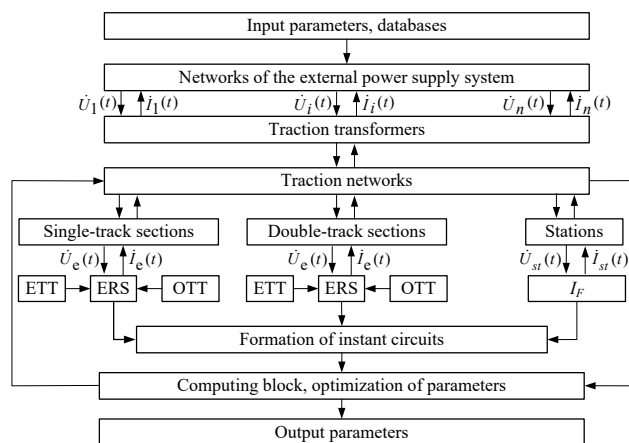 Input parameters, databases
Networks of the external power supply system
U̇1(t) İ1(t) U̇i(t) İi(t) U̇n(t) İn(t)
Traction transformers
Traction networks
Single-track sections Double-track sections Stations
U̇e(t) İe(t) U̇e(t) İe(t) U̇st(t) İst(t)
ETT ERS OTT ETT ERS OTT IF
Formation of instant circuits
Computing block, optimization of parameters
Output parameters